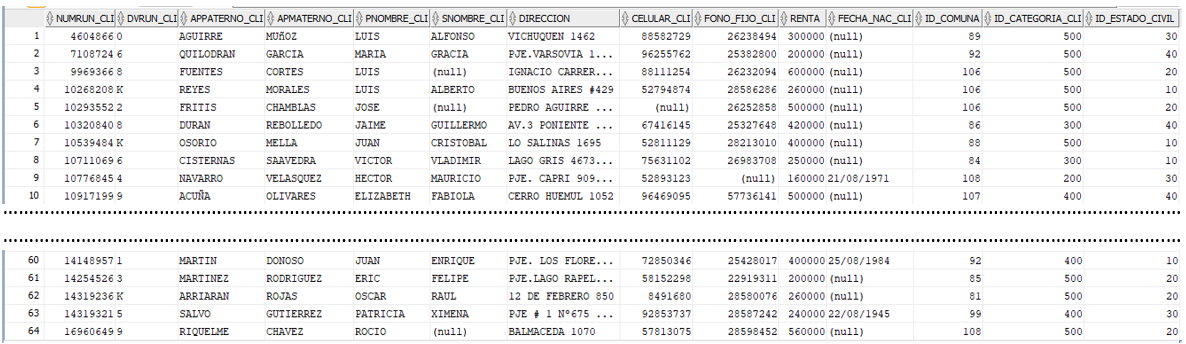 NUMRUN_CLI DVRUN_CLI APPATERNO_CLI APMATERNO_CLI PNOMBRE_CLI SNOMBRE_CLI DIRECCION CELULAR_CLI FONO_FIJO_CLI RENTA FECHA_NAC_CLI ID_COMUNA ID_CATEGORIA_CLI ID_ESTADO_CIVIL
1 4604866 0 AGUIRRE MUÑOZ LUIS ALFONSO VICHUQUEN 1462 88582729 26238494 300000 (null) 89 500 30
2 7108724 6 QUILODRAN GARCIA MARIA GRACIA PJE.VARSOVIA 1... 96255762 25382800 200000 (null) 92 500 40
3 9969366 8 FUENTES CORTES LUIS (null) IGNACIO CARRER... 88111254 26232094 600000 (null) 106 500 20
4 10268208 K REYES MORALES LUIS ALBERTO BUENOS AIRES #429 52794874 28586286 260000 (null) 106 500 10
5 10293552 2 FRITIS CHAMBLAS JOSE (null) PEDRO AGUIRRE ... (null) 26252858 500000 (null) 106 500 20
6 10320840 8 DURAN REBOLLEDO JAIME GUILLERMO AV.3 PONIENTE ... 67416145 25327648 420000 (null) 86 300 40
7 10539484 K OSORIO MELLA JUAN CRISTOBAL LO SALINAS 1695 52811129 28213010 400000 (null) 88 500 10
8 10711069 6 CISTERNAS SAAVEDRA VICTOR VLADIMIR LAGO GRIS 4673... 75631102 26983708 250000 (null) 84 300 10
9 10776845 4 NAVARRO VELASQUEZ HECTOR MAURICIO PJE. CAPRI 909... 52893123 (null) 160000 21/08/1971 108 200 30
10 10917199 9 ACUÑA OLIVARES ELIZABETH FABIOLA CERRO HUEMUL 1052 96469095 57736141 500000 (null) 107 400 40
60 14148957 1 MARTIN DONOSO JUAN ENRIQUE PJE. LOS FLORE... 72850346 25428017 400000 25/08/1984 92 400 10
61 14254526 3 MARTINEZ RODRIGUEZ ERIC FELIPE PJE.LAGO RAPEL... 58152298 22919311 200000 (null) 85 500 20
62 14319236 K ARRIARAN ROJAS OSCAR RAUL 12 DE FEBRERO 850 8491680 28580076 260000 (null) 81 500 20
63 14319321 5 SALVO GUTIERREZ PATRICIA XIMENA PJE # 1 Nº675 ... 92853737 28587242 240000 22/08/1945 99 400 30
64 16960649 9 RIQUELME CHAVEZ ROCIO (null) BALMACEDA 1070 57813075 28598452 560000 (null) 108 500 20